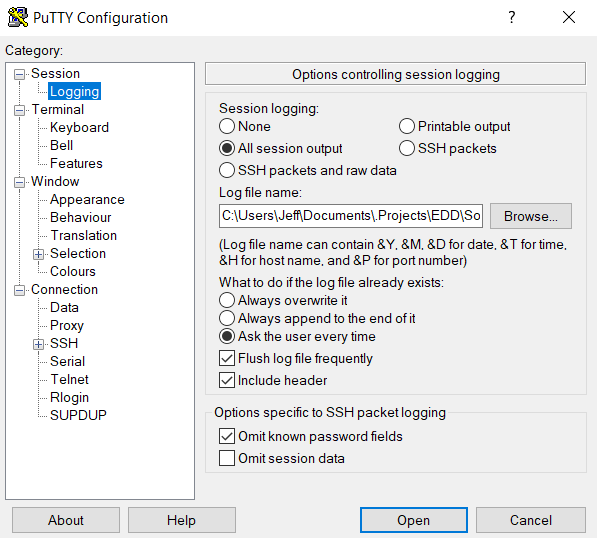 PuTTY Configuration
?
Category:
Session
Logging
Terminal
Keyboard
Bell
Features
Window
Appearance
Behaviour
Translation
Selection
Colours
Connection
Data
Proxy
SSH
Serial
Telnet
Rlogin
SUPDUP
Options controlling session logging
Session logging:
None
Printable output
All session output
SSH packets
SSH packets and raw data
Log file name:
C:\Users\Jeff\Documents\.Projects\EDD\So
Browse...
(Log file name can contain &Y, &M, &D for date, &T for time,
&H for host name, and &P for port number)
What to do if the log file already exists:
Always overwrite it
Always append to the end of it
Ask the user every time
Flush log file frequently
Include header
Options specific to SSH packet logging
Omit known password fields
Omit session data
About
Help
Open
Cancel